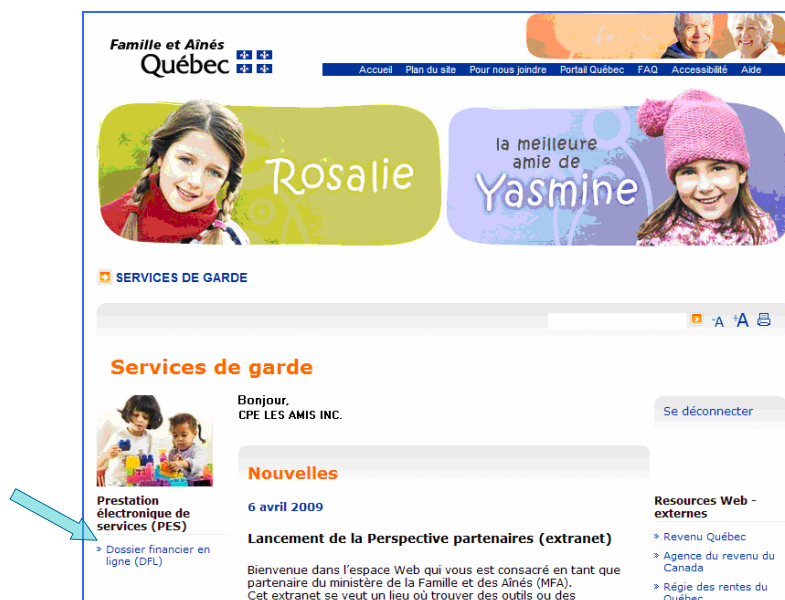 Famille et Aînés
Québec
Accueil Plan du site Pour nous joindre Portail Québec FAQ Accessibilité Aide
Rosalie
la meilleure
amie de
Yasmine
SERVICES DE GARDE
-A +A
Services de garde
Bonjour,
CPE LES AMIS INC.
Se déconnecter
Nouvelles
Prestation
électronique de
services (PES)
» Dossier financier en
ligne (DFL)
6 avril 2009
Lancement de la Perspective partenaires (extranet)
Bienvenue dans l'espace Web qui vous est consacré en tant que
partenaire du ministère de la Famille et des Aînés (MFA).
Cet extranet se veut un lieu où trouver des outils ou des
Resources Web -
externes
» Revenu Québec
» Agence du revenu du
Canada
» Régie des rentes du
Québec